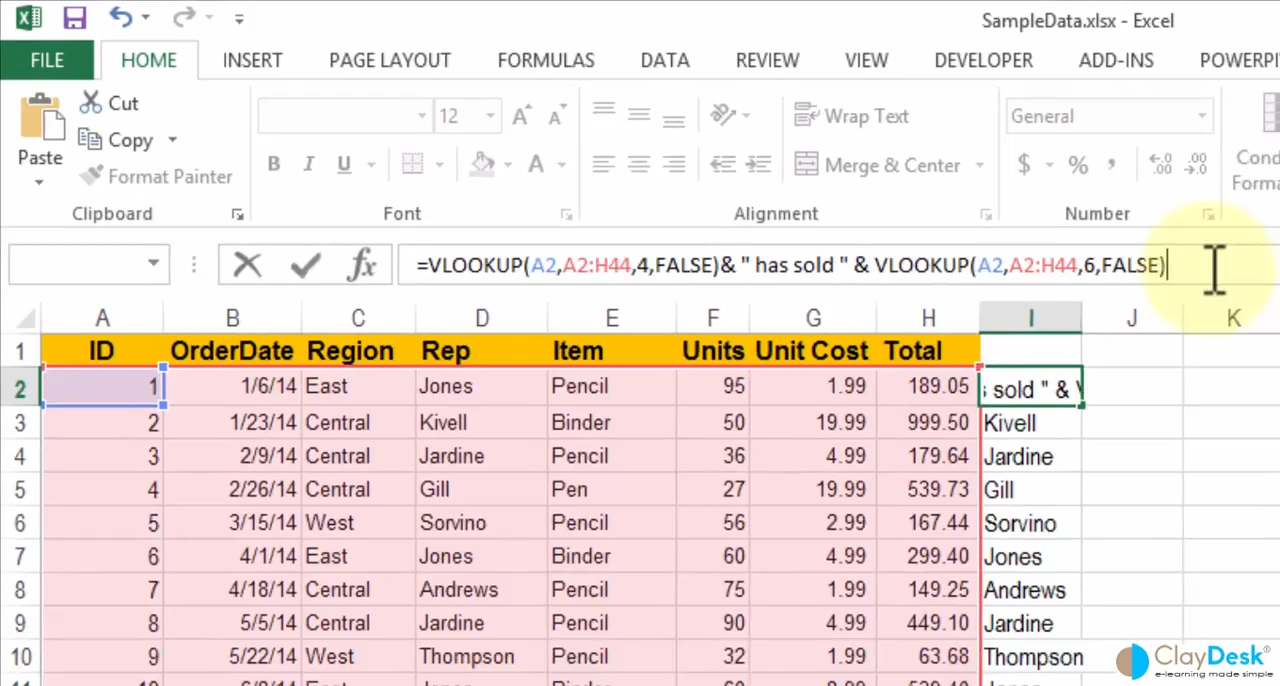 SampleData.xlsx - Excel
FILE HOME INSERT PAGE LAYOUT FORMULAS DATA REVIEW VIEW DEVELOPER ADD-INS POWERPI
Cut
Copy
Paste
Format Painter
12
B I U A
Wrap Text
Merge & Center
General
$ % ,
Cond
Forma
Clipboard Font Alignment Number
fx =VLOOKUP(A2,A2:H44,4,FALSE)& " has sold " & VLOOKUP(A2,A2:H44,6,FALSE)
A B C D E F G H I J K
1 ID OrderDate Region Rep Item Units Unit Cost Total
2 1 1/6/14 East Jones Pencil 95 1.99 189.05 s sold " & V
3 2 1/23/14 Central Kivell Binder 50 19.99 999.50 Kivell
4 3 2/9/14 Central Jardine Pencil 36 4.99 179.64 Jardine
5 4 2/26/14 Central Gill Pen 27 19.99 539.73 Gill
6 5 3/15/14 West Sorvino Pencil 56 2.99 167.44 Sorvino
7 6 4/1/14 East Jones Binder 60 4.99 299.40 Jones
8 7 4/18/14 Central Andrews Pencil 75 1.99 149.25 Andrews
9 8 5/5/14 Central Jardine Pencil 90 4.99 449.10 Jardine
10 9 5/22/14 West Thompson Pencil 32 1.99 63.68 Thompson
ClayDesk®
e-learning made simple